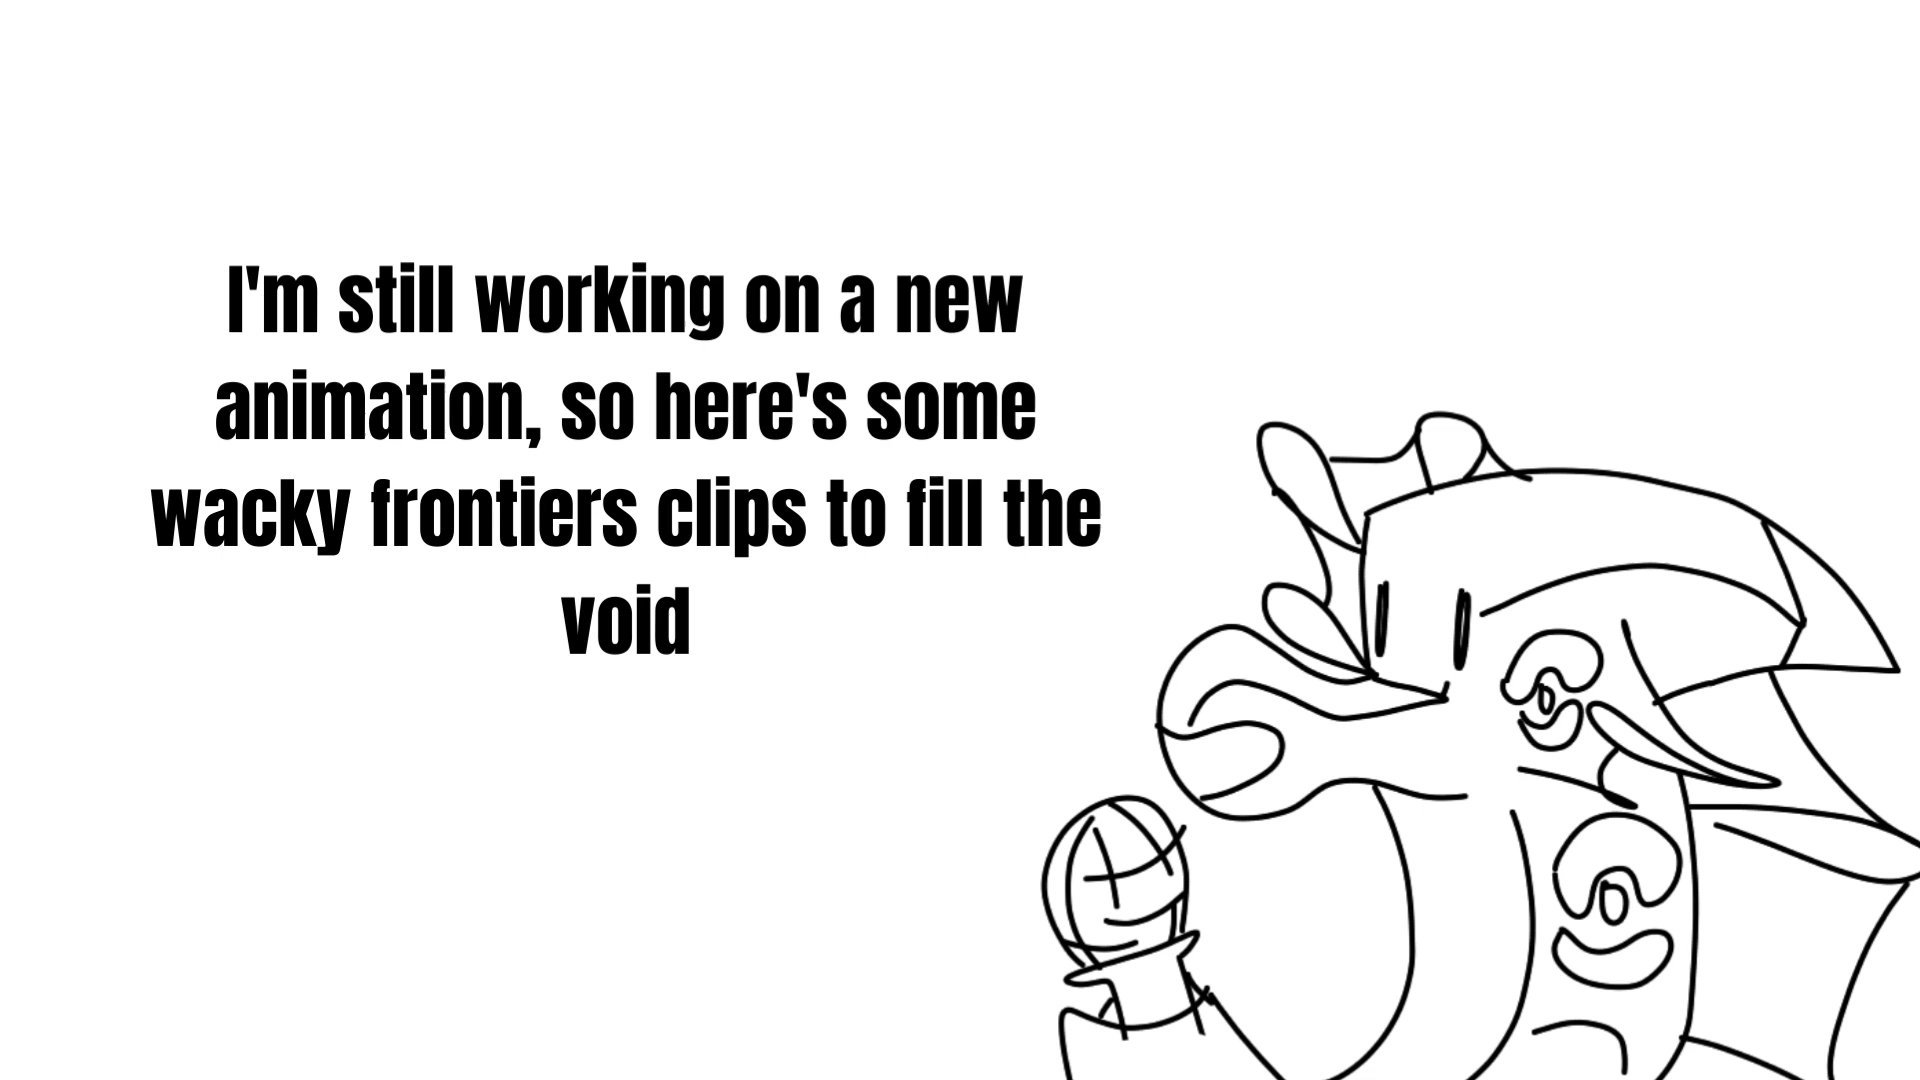 I'm still working on a new
animation, so here's some
wacky frontiers clips to fill the
void